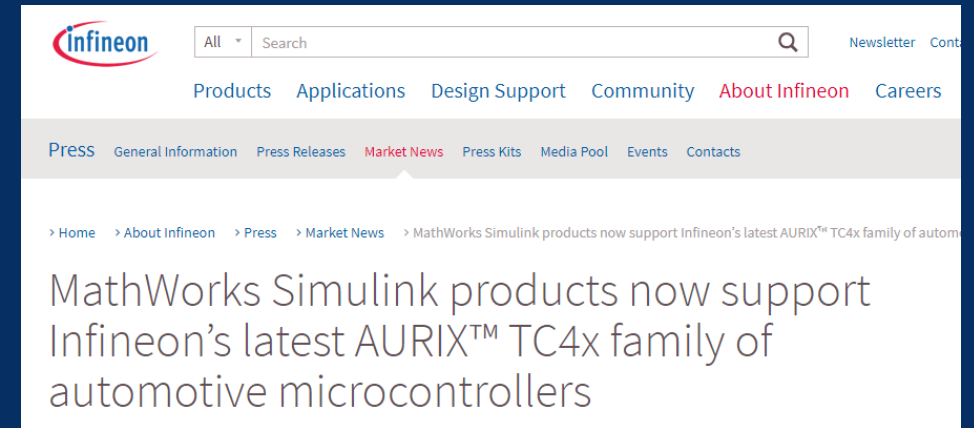 infineon
All Search
Newsletter
Products Applications Design Support Community About Infineon Careers
Press General Information Press Releases Market News Press Kits Media Pool Events Contacts
> Home > About Infineon > Press > Market News > MathWorks Simulink products now support Infineon's latest AURIX™ TC4x family of
MathWorks Simulink products now support
Infineon's latest AURIX™ TC4x family of
automotive microcontrollers